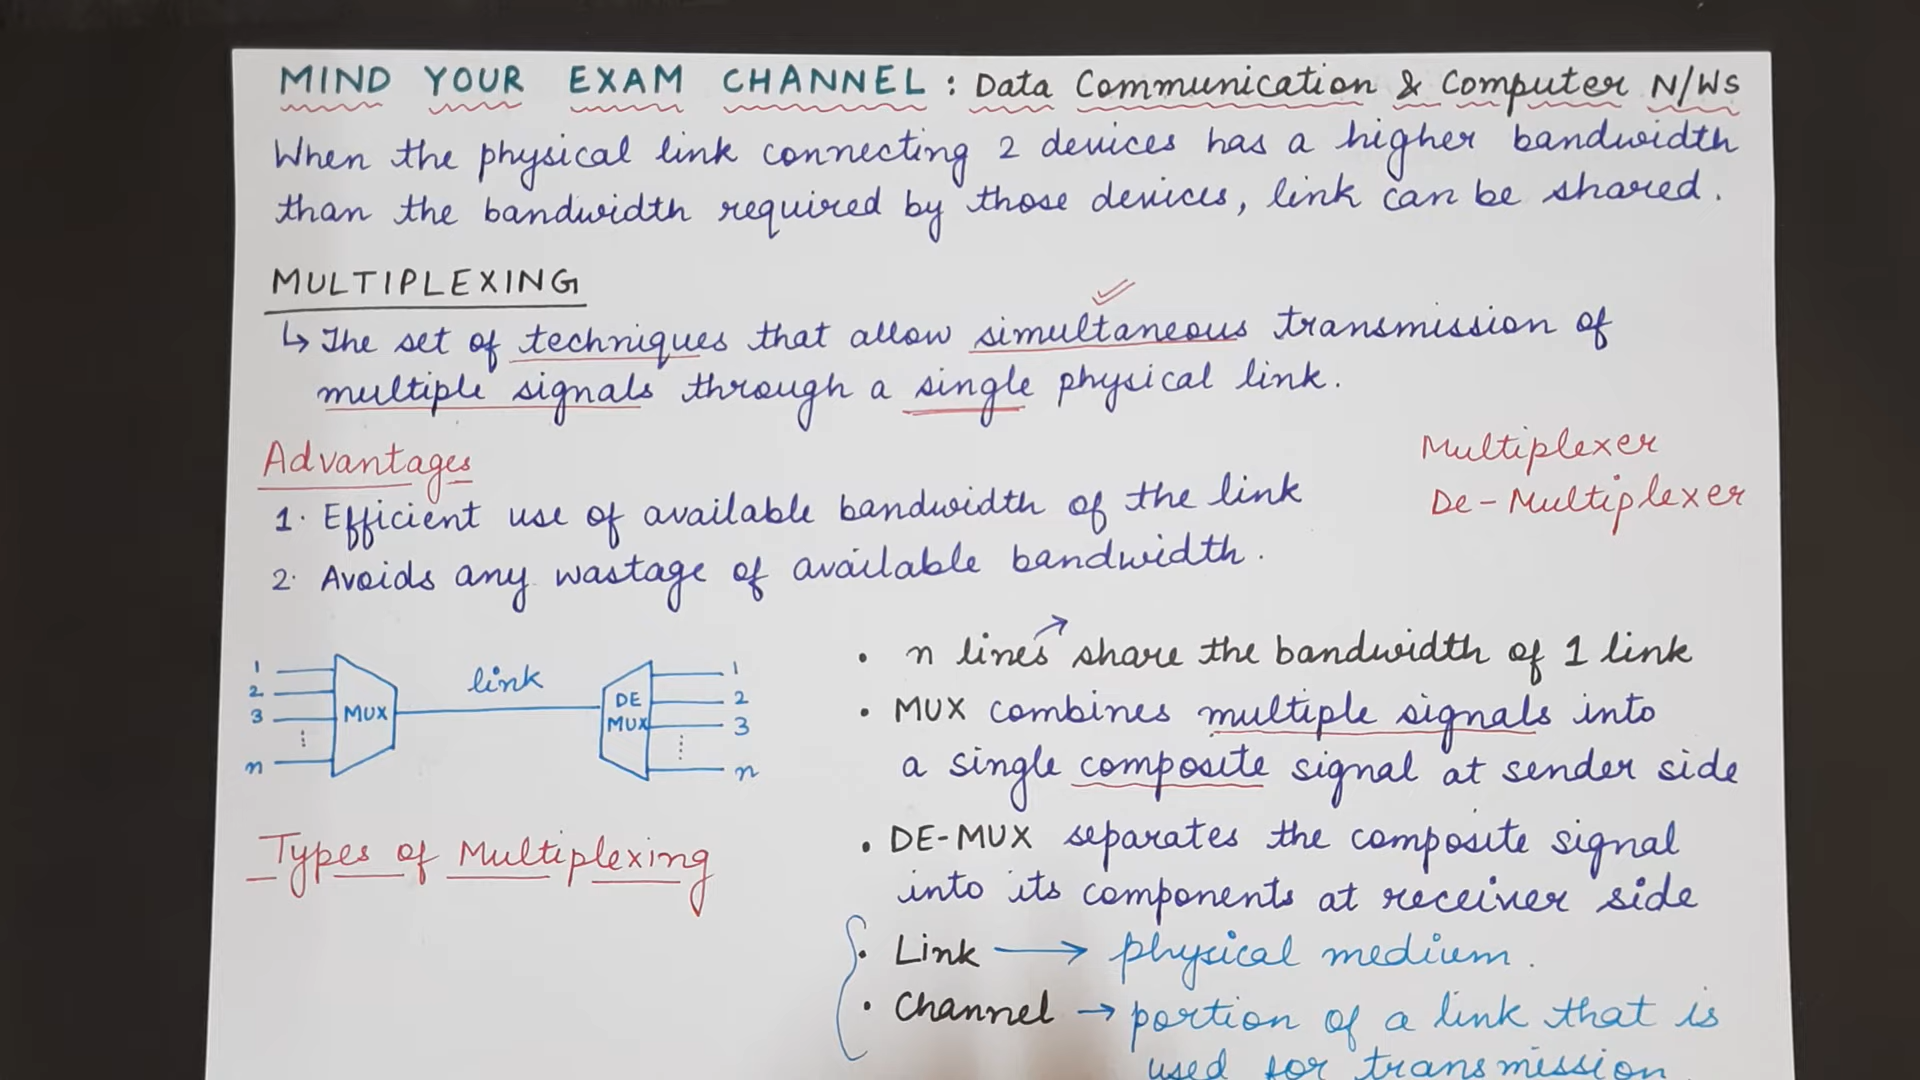 MIND YOUR EXAM CHANNEL : Data Communication & Computer N/Ws
When the physical link connecting 2 devices has a higher bandwidth
than the bandwidth required by those devices, link can be shared.
MULTIPLEXING
↳ The set of techniques that allow simultaneous transmission of
multiple signals through a single physical link.
Advantages
1. Efficient use of available bandwidth of the link
2. Avoids any wastage of available bandwidth.
Multiplexer
De-Multiplexer
1
2
3
⋮
n
MUX
link
DE
MUX
1
2
3
⋮
n
Types of Multiplexing
• n lines share the bandwidth of 1 link
• MUX combines multiple signals into
a single composite signal at sender side
• DE-MUX separates the composite signal
into its components at receiver side
• Link → physical medium.
• Channel → portion of a link that is
used for transmission